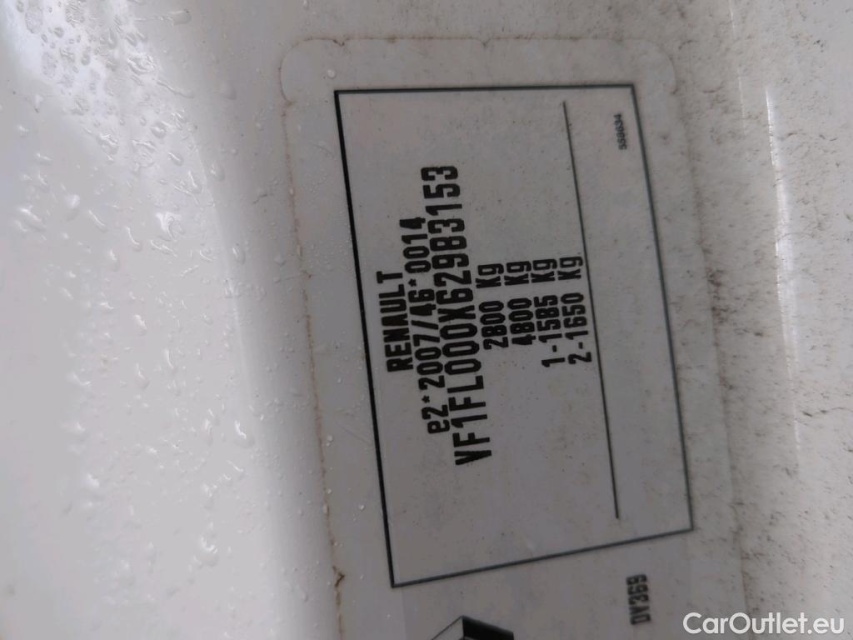 RENAULT
e2*2007/46*0014
VF1FL000X62983153
2800 Kg
4800 Kg
1-1585 Kg
2-1650 Kg
DY369
CarOutlet.eu